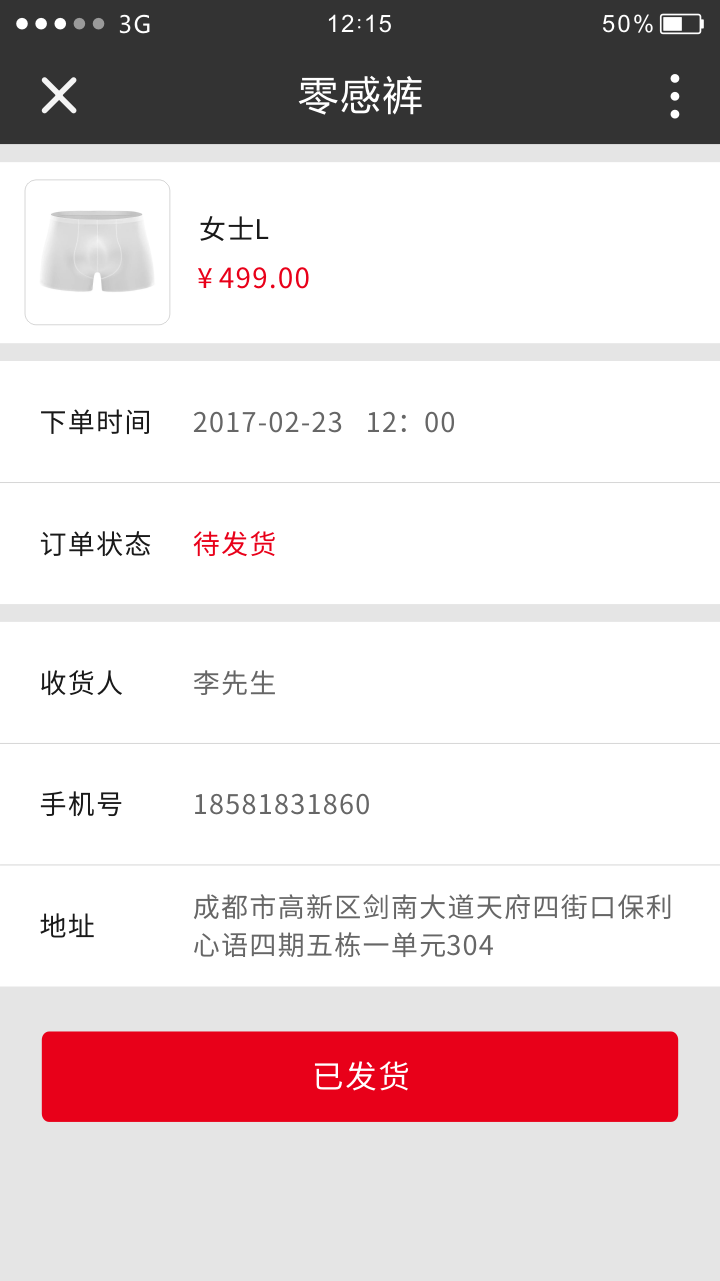 3G 12:15 50%
零感裤
女士L
￥499.00
下单时间 2017-02-23 12：00
订单状态 待发货
收货人 李先生
手机号 18581831860
地址 成都市高新区剑南大道天府四街口保利
心语四期五栋一单元304
已发货